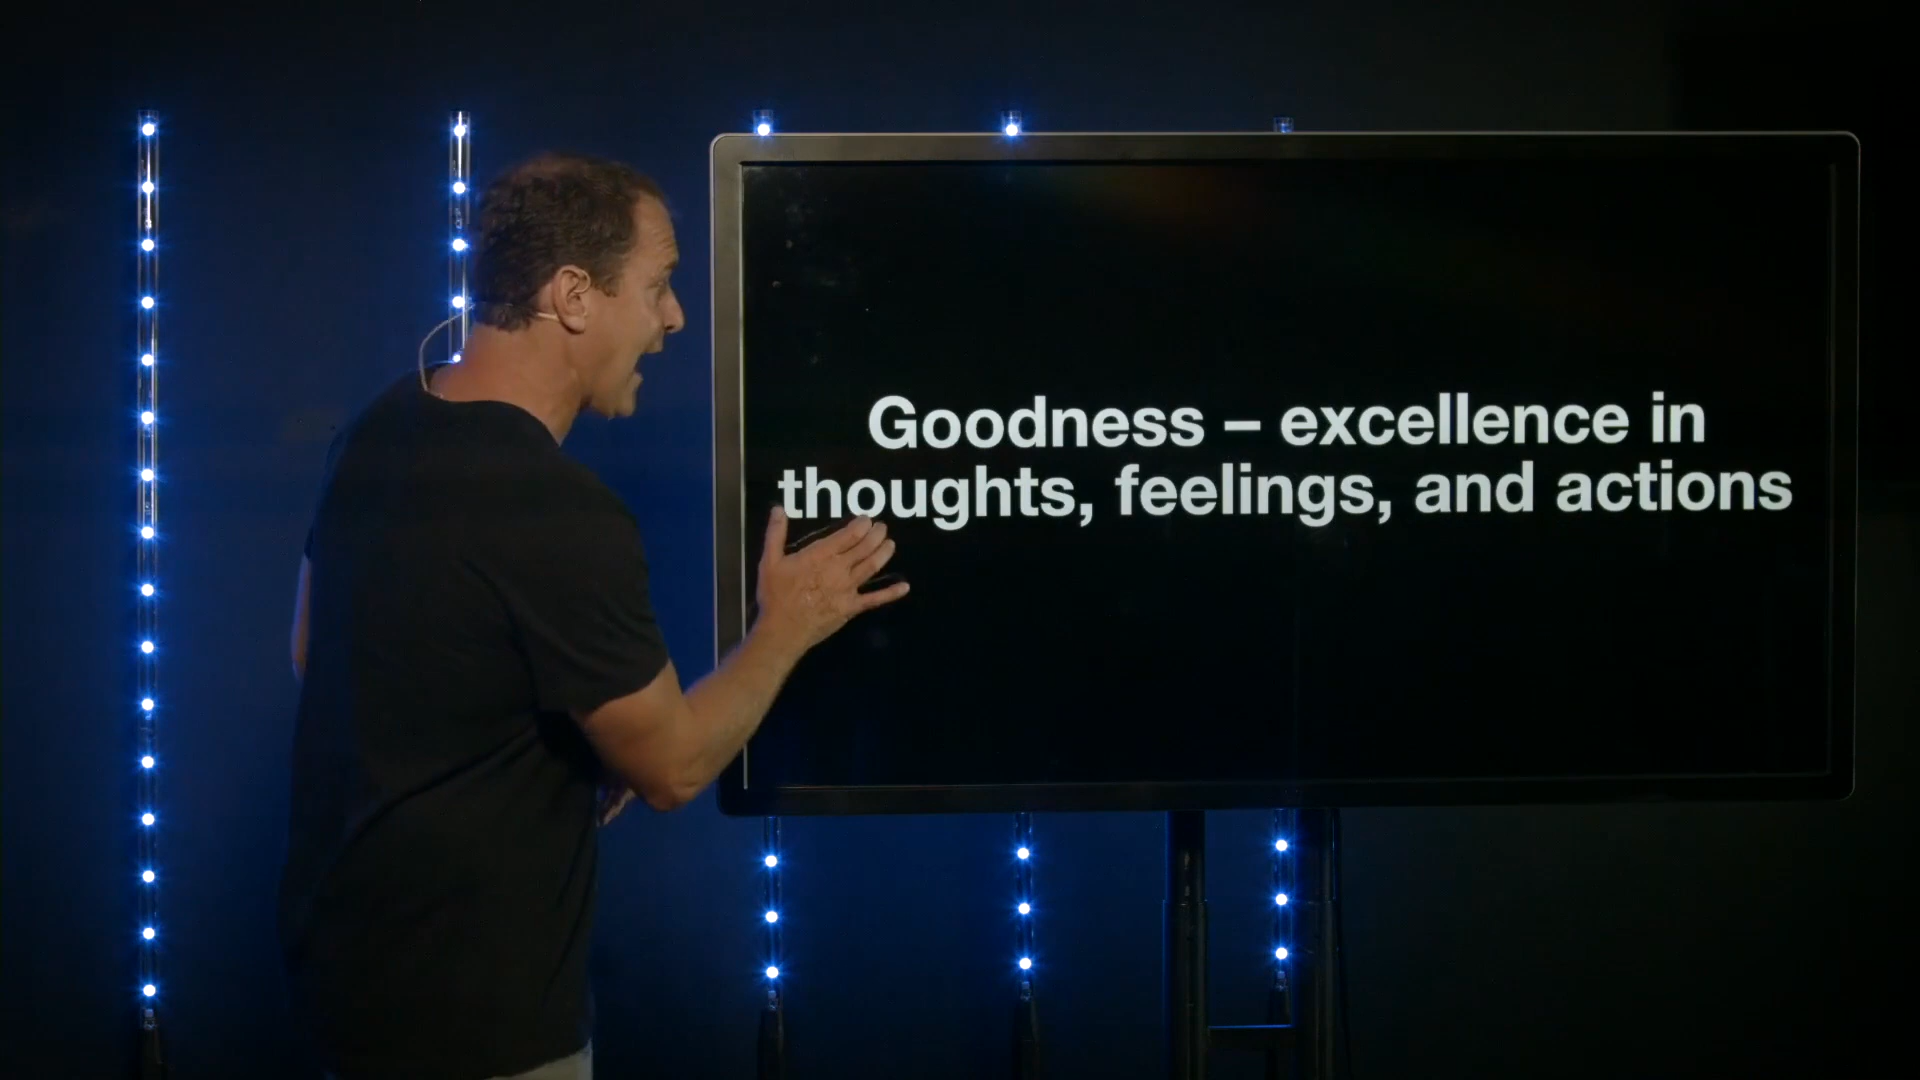 Goodness – excellence in
thoughts, feelings, and actions